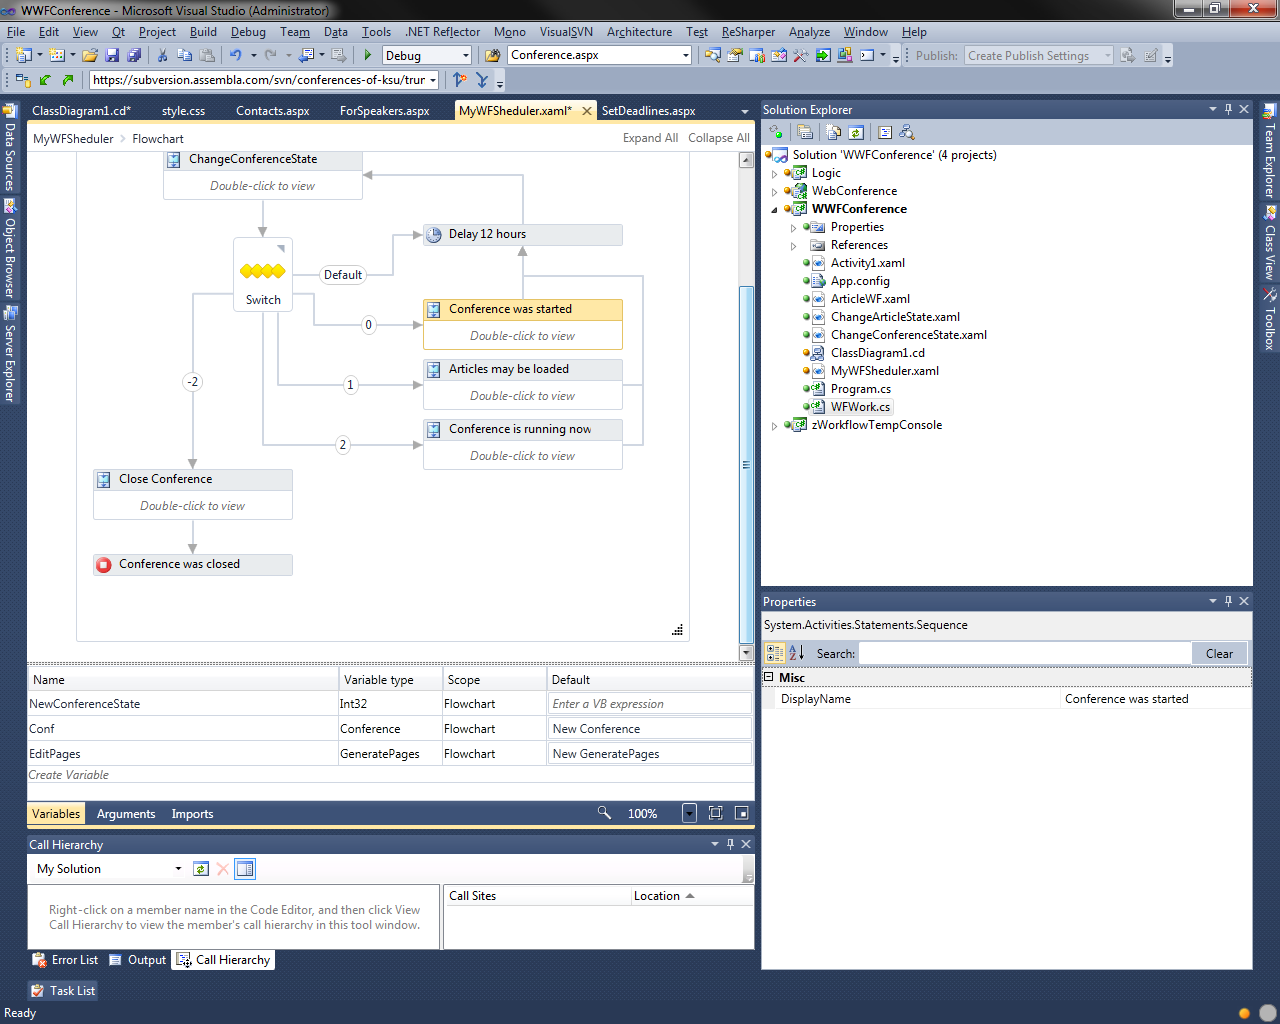 WWFConference - Microsoft Visual Studio (Administrator)
File Edit View Qt Project Build Debug Team Data Tools .NET Reflector Mono VisualSVN Architecture Test ReSharper Analyze Window Help
Debug Conference.aspx Publish: Create Publish Settings
https://subversion.assembla.com/svn/conferences-of-ksu/trur
ClassDiagram1.cd* style.css Contacts.aspx ForSpeakers.aspx MyWFSheduler.xaml* SetDeadlines.aspx
MyWFSheduler > Flowchart Expand All Collapse All
ChangeConferenceState
Double-click to view
Delay 12 hours
Default
Switch
Conference was started
0
Double-click to view
Articles may be loaded
-2
1
Double-click to view
Conference is running now
2
Double-click to view
Close Conference
Double-click to view
Conference was closed
Name Variable type Scope Default
NewConferenceState Int32 Flowchart Enter a VB expression
Conf Conference Flowchart New Conference
EditPages GeneratePages Flowchart New GeneratePages
Create Variable
Variables Arguments Imports 100%
Call Hierarchy
My Solution
Call Sites Location
Right-click on a member name in the Code Editor, and then click View
Call Hierarchy to view the member's call hierarchy in this tool window.
Error List Output Call Hierarchy
Task List
Ready
Data Sources
Object Browser
Server Explorer
Solution Explorer
Solution 'WWFConference' (4 projects)
Logic
WebConference
WWFConference
Properties
References
Activity1.xaml
App.config
ArticleWF.xaml
ChangeArticleState.xaml
ChangeConferenceState.xaml
ClassDiagram1.cd
MyWFSheduler.xaml
Program.cs
WFWork.cs
zWorkflowTempConsole
Properties
System.Activities.Statements.Sequence
Search: Clear
Misc
DisplayName Conference was started
Team Explorer
Class View
Toolbox